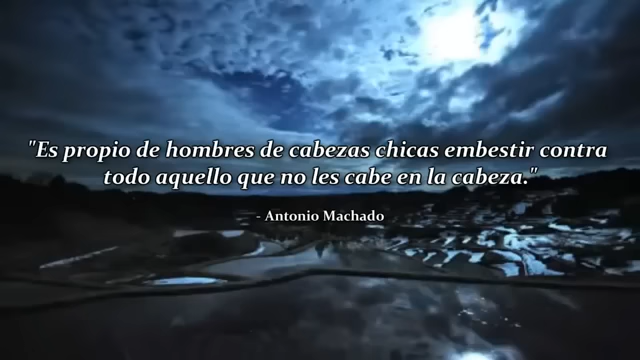 "Es propio de hombres de cabezas chicas embestir contra
todo aquello que no les cabe en la cabeza."
- Antonio Machado